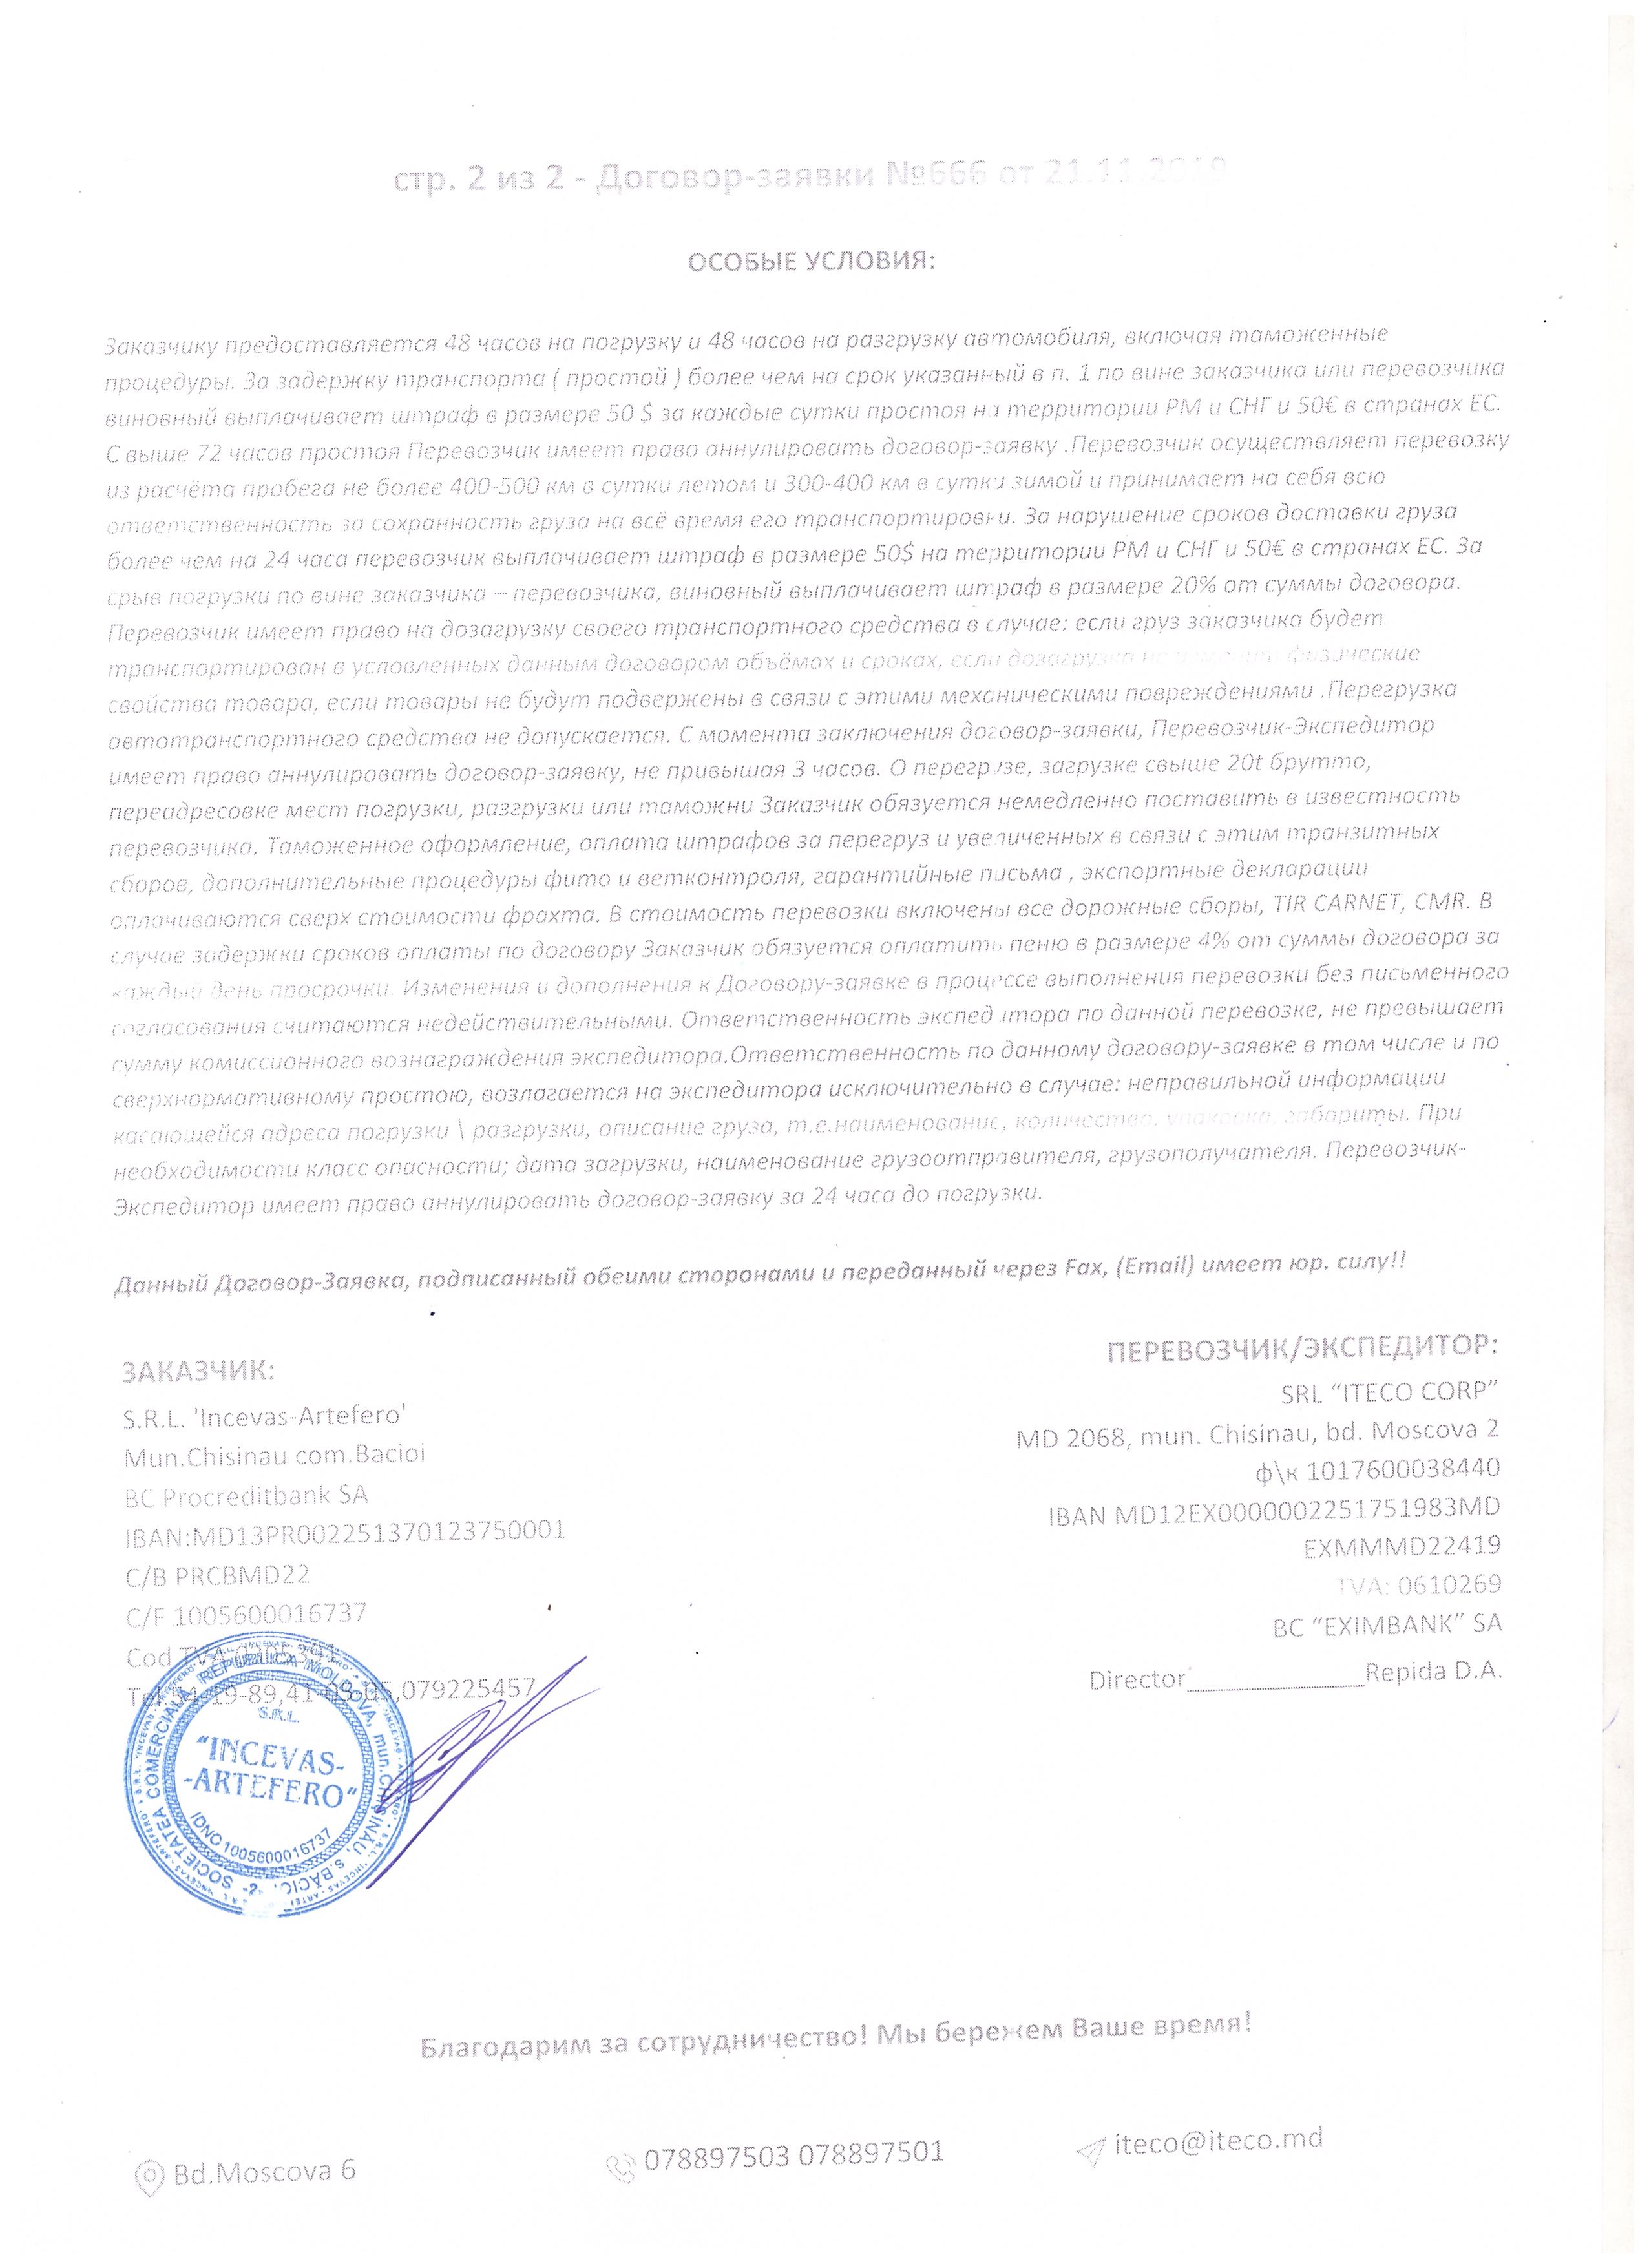 стр. 2 из 2 - Договор-заявки №666 от 21.11.2019
ОСОБЫЕ УСЛОВИЯ:
Заказчику предоставляется 48 часов на погрузку и 48 часов на разгрузку автомобиля, включая таможенные
процедуры. За задержку транспорта ( простой ) более чем на срок указанный в п. 1 по вине заказчика или перевозчика
виновный выплачивает штраф в размере 50 $ за каждые сутки простоя на территории РМ и СНГ и 50€ в странах ЕС.
С выше 72 часов простоя Перевозчик имеет право аннулировать договор-заявку .Перевозчик осуществляет перевозку
из расчёта пробега не более 400-500 км в сутки летом и 300-400 км в сутки зимой и принимает на себя всю
ответственность за сохранность груза на всё время его транспортировки. За нарушение сроков доставки груза
более чем на 24 часа перевозчик выплачивает штраф в размере 50$ на территории РМ и СНГ и 50€ в странах ЕС. За
срыв погрузки по вине заказчика – перевозчика, виновный выплачивает штраф в размере 20% от суммы договора.
Перевозчик имеет право на дозагрузку своего транспортного средства в случае: если груз заказчика будет
транспортирован в условленных данным договором объёмах и сроках, если дозагрузка не изменит физические
свойства товара, если товары не будут подвержены в связи с этими механическими повреждениями .Перегрузка
автотранспортного средства не допускается. С момента заключения договор-заявки, Перевозчик-Экспедитор
имеет право аннулировать договор-заявку, не привышая 3 часов. О перегрузе, загрузке свыше 20t брутто,
переадресовке мест погрузки, разгрузки или таможни Заказчик обязуется немедленно поставить в известность
перевозчика. Таможенное оформление, оплата штрафов за перегруз и увеличенных в связи с этим транзитных
сборов, дополнительные процедуры фито и ветконтроля, гарантийные письма , экспортные декларации
оплачиваются сверх стоимости фрахта. В стоимость перевозки включены все дорожные сборы, TIR CARNET, CMR. В
случае задержки сроков оплаты по договору Заказчик обязуется оплатить пеню в размере 4% от суммы договора за
каждый день просрочки. Изменения и дополнения к Договору-заявке в процессе выполнения перевозки без письменного
согласования считаются недействительными. Ответственность экспедитора по данной перевозке, не превышает
сумму комиссионного вознаграждения экспедитора.Ответственность по данному договору-заявке в том числе и по
сверхнормативному простою, возлагается на экспедитора исключительно в случае: неправильной информации
касающейся адреса погрузки \ разгрузки, описание груза, т.е.наименование, количество, упаковка, габариты. При
необходимости класс опасности; дата загрузки, наименование грузоотправителя, грузополучателя. Перевозчик-
Экспедитор имеет право аннулировать договор-заявку за 24 часа до погрузки.
Данный Договор-Заявка, подписанный обеими сторонами и переданный через Fax, (Email) имеет юр. силу!!
ЗАКАЗЧИК:
S.R.L. 'Incevas-Artefero'
Mun.Chisinau com.Bacioi
BC Procreditbank SA
IBAN:MD13PR002251370123750001
C/B PRCBMD22
C/F 1005600016737
Cod TVA
Tel.54-19-89,41-03-05,079225457
ПЕРЕВОЗЧИК/ЭКСПЕДИТОР:
SRL “ITECO CORP”
MD 2068, mun. Chisinau, bd. Moscova 2
ф\к 1017600038440
IBAN MD12EX0000002251751983MD
EXMMMD22419
TVA: 0610269
BC “EXIMBANK” SA
Director______________Repida D.A.
REPUBLICA MOLDOVA, mun.CHIŞINĂU, s.BĂCIOI -2- SOCIETATEA COMERCIALĂ
S.R.L.
“INCEVAS-
-ARTEFERO”
IDNO 1005600016737
Благодарим за сотрудничество! Мы бережем Ваше время!
Bd.Moscova 6
078897503 078897501
iteco@iteco.md